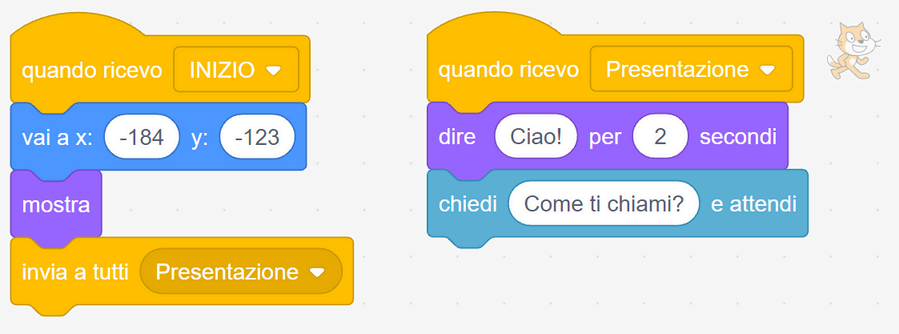 quando ricevo INIZIO
vai a x: -184 y: -123
mostra
invia a tutti Presentazione
quando ricevo Presentazione
dire Ciao! per 2 secondi
chiedi Come ti chiami? e attendi